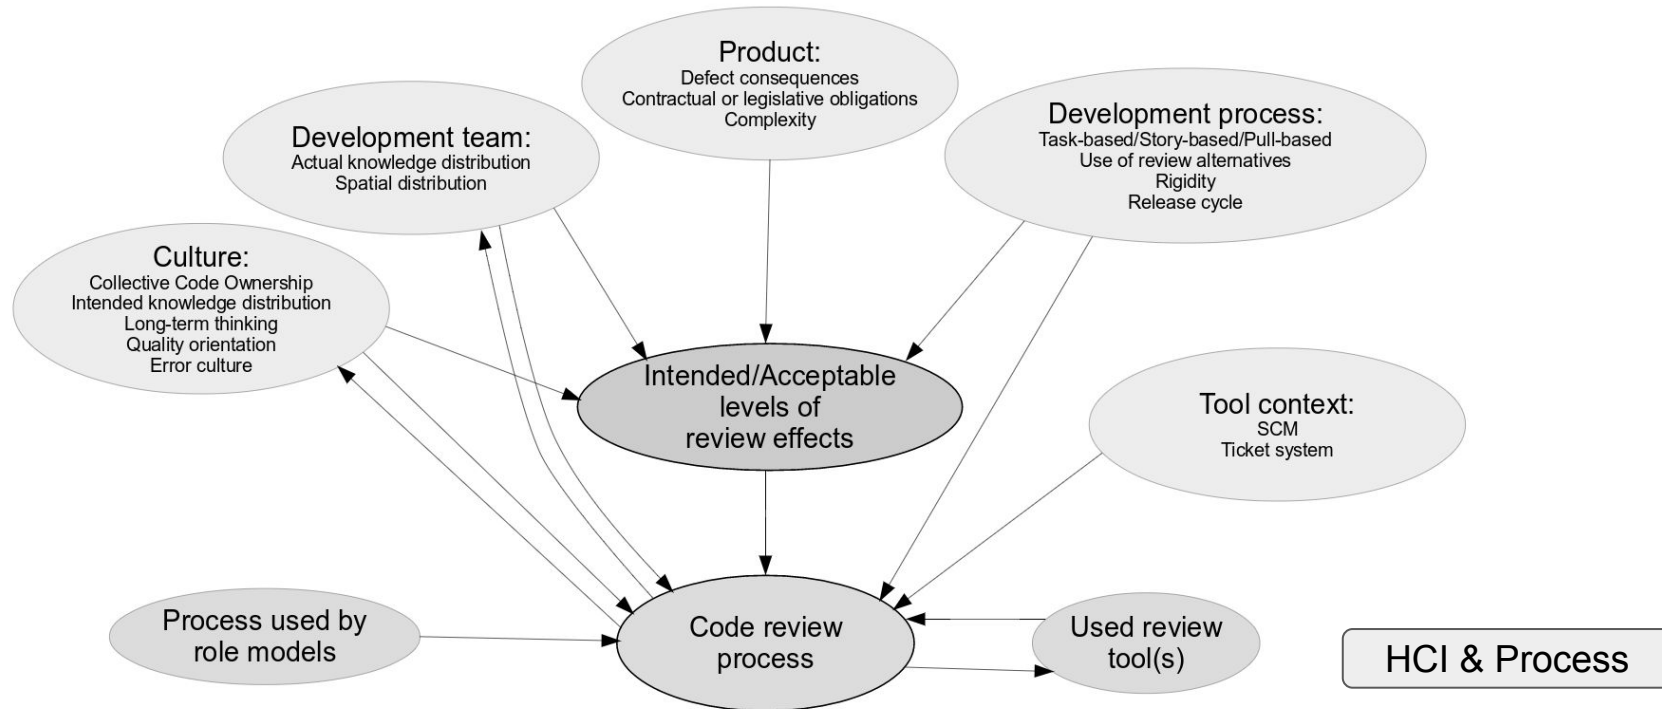 Product:
Defect consequences
Contractual or legislative obligations
Complexity
Development team:
Actual knowledge distribution
Spatial distribution
Development process:
Task-based/Story-based/Pull-based
Use of review alternatives
Rigidity
Release cycle
Culture:
Collective Code Ownership
Intended knowledge distribution
Long-term thinking
Quality orientation
Error culture
Intended/Acceptable
levels of
review effects
Tool context:
SCM
Ticket system
Process used by
role models
Code review
process
Used review
tool(s)
HCI & Process